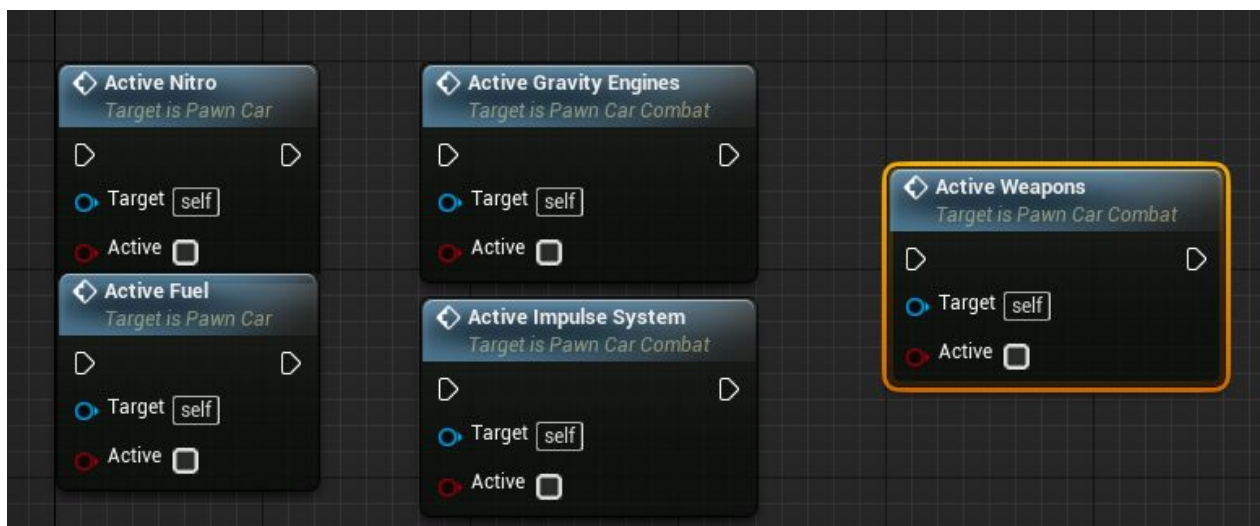 Active Nitro
Target is Pawn Car
Target self
Active
Active Fuel
Target is Pawn Car
Target self
Active
Active Gravity Engines
Target is Pawn Car Combat
Target self
Active
Active Impulse System
Target is Pawn Car Combat
Target self
Active
Active Weapons
Target is Pawn Car Combat
Target self
Active